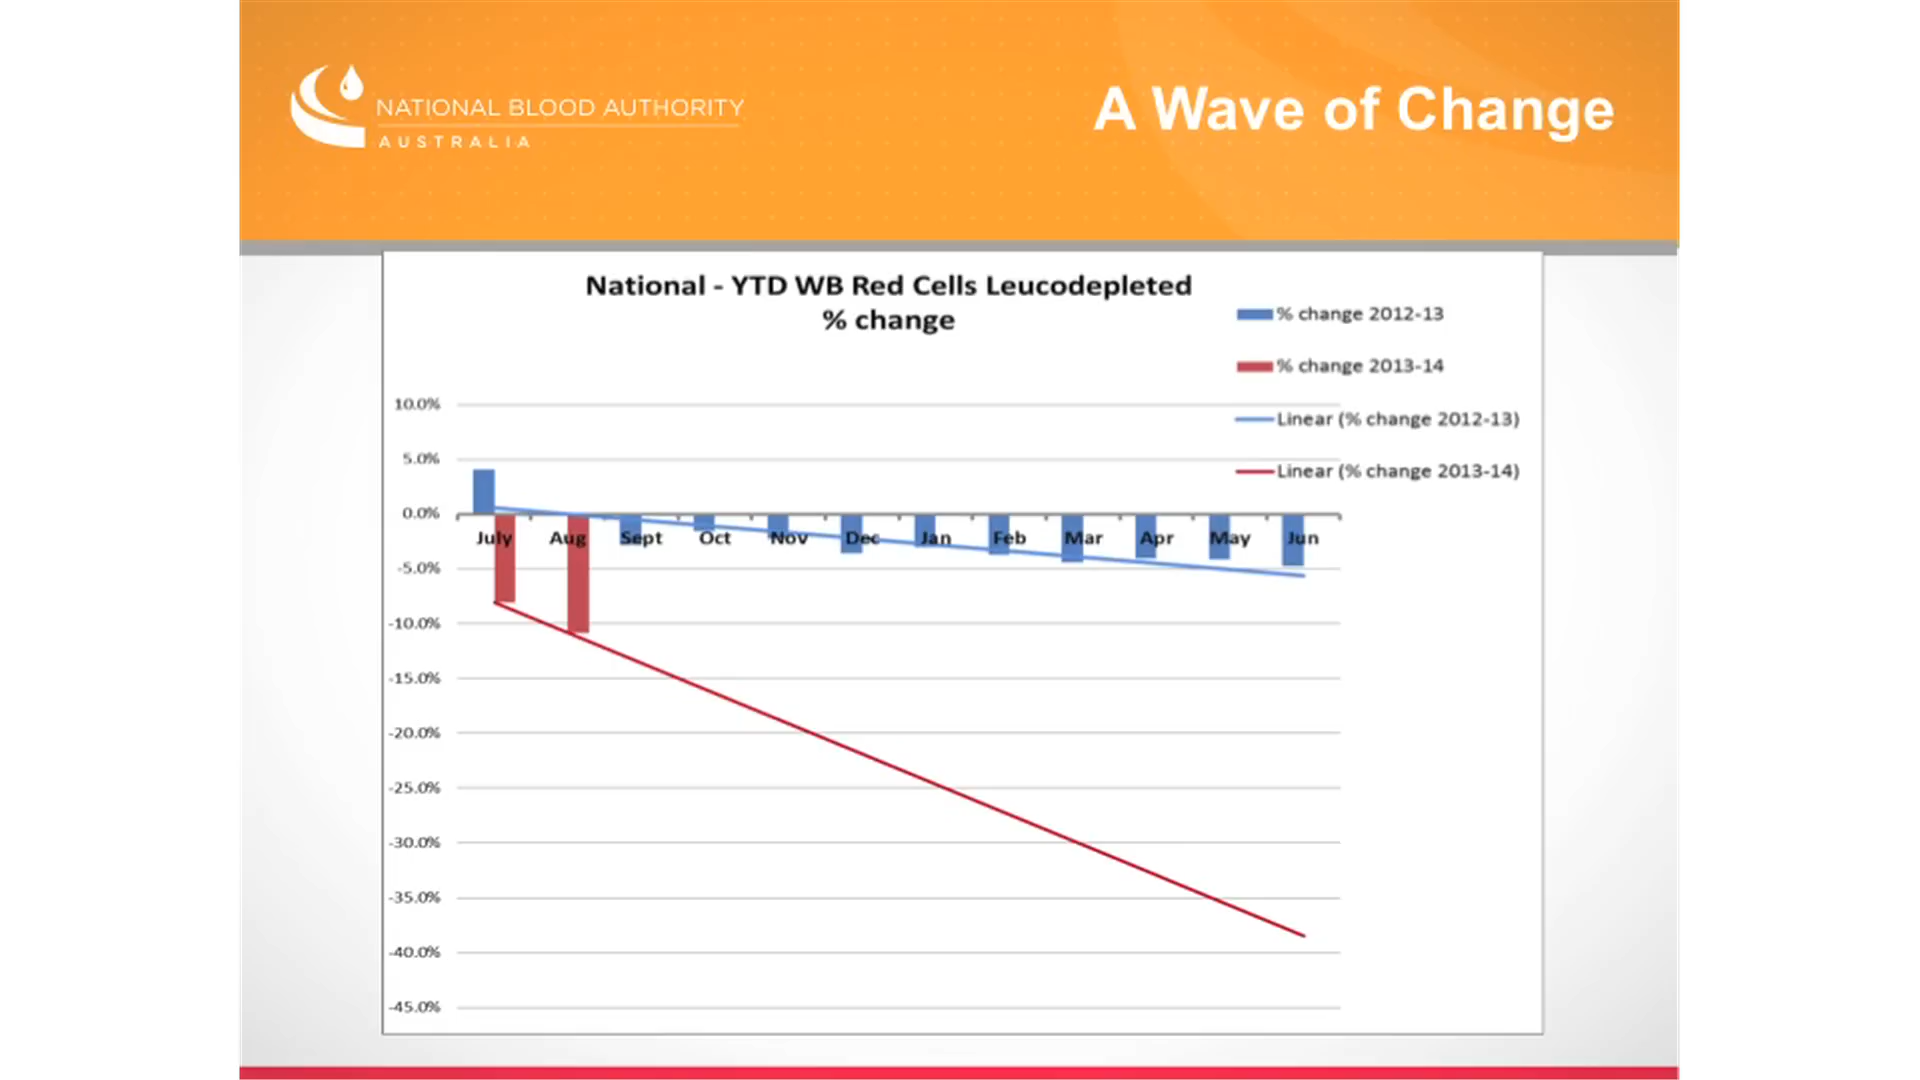 NATIONAL BLOOD AUTHORITY
AUSTRALIA
A Wave of Change
National - YTD WB Red Cells Leucodepleted
% change
% change 2012-13
% change 2013-14
Linear (% change 2012-13)
Linear (% change 2013-14)
10.0%
5.0%
0.0%
July Aug Sept Oct Nov Dec Jan Feb Mar Apr May Jun
-5.0%
-10.0%
-15.0%
-20.0%
-25.0%
-30.0%
-35.0%
-40.0%
-45.0%